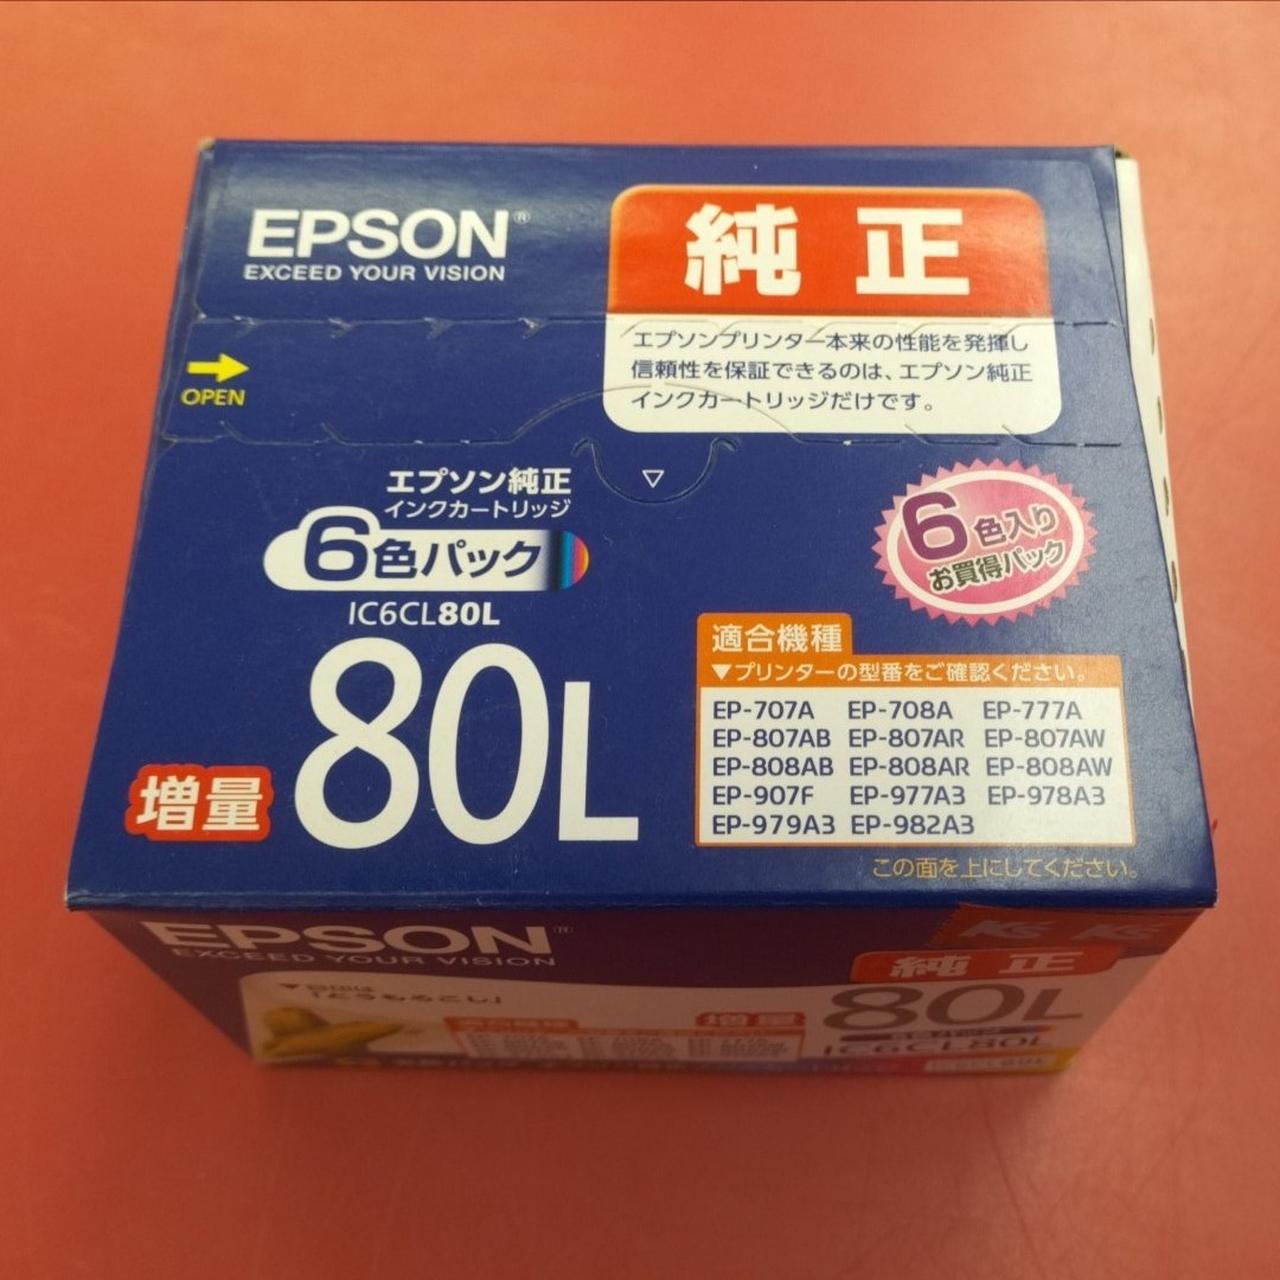 EPSON®
EXCEED YOUR VISION
純正
エプソンプリンター本来の性能を発揮し
信頼性を保証できるのは、エプソン純正
インクカートリッジだけです。
OPEN
エプソン純正
インクカートリッジ
6色パック
IC6CL80L
増量
80L
6色入り
お買得パック
適合機種
▼プリンターの型番をご確認ください。
EP-707A EP-708A EP-777A
EP-807AB EP-807AR EP-807AW
EP-808AB EP-808AR EP-808AW
EP-907F EP-977A3 EP-978A3
EP-979A3 EP-982A3
この面を上にしてください。
EPSON®
EXCEED YOUR VISION
K'S K'S
純正
「とうもろこし」
増量
80L
IC6CL80L